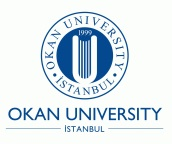 OKAN UNIVERSITY
1999
· İSTANBUL ·
OKAN UNIVERSITY
İSTANBUL